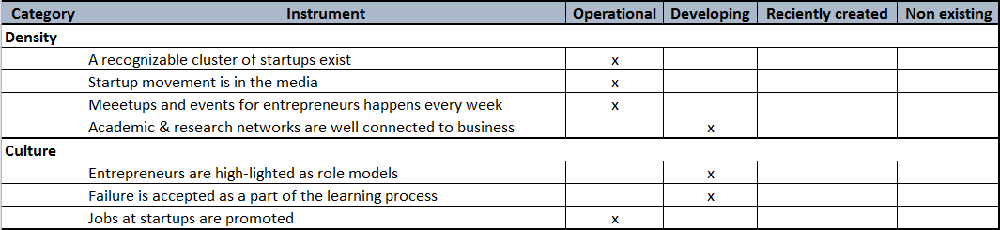 Category Instrument Operational Developing Reciently created Non existing
Density
A recognizable cluster of startups exist x
Startup movement is in the media x
Meeetups and events for entrepreneurs happens every week x
Academic & research networks are well connected to business x
Culture
Entrepreneurs are high-lighted as role models x
Failure is accepted as a part of the learning process x
Jobs at startups are promoted x